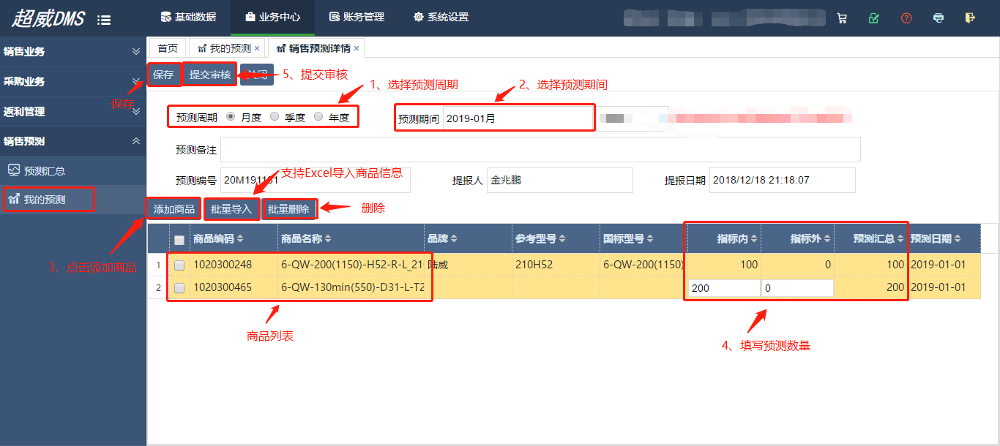 超威DMS 基础数据 业务中心 账务管理 系统设置
销售业务
首页 我的预测 × 销售预测详情 ×
采购业务
保存 提交审核 关闭 5、提交审核
1、选择预测周期 2、选择预测期间
保存
返利管理
预测周期 月度 季度 年度 预测期间 2019-01月
销售预测
预测备注
预测汇总
支持Excel导入商品信息
预测编号 20M191131 提报人 金兆鹏 提报日期 2018/12/18 21:18:07
我的预测
添加商品 批量导入 批量删除 删除
商品编码 商品名称 品牌 参考型号 国标型号 指标内 指标外 预测汇总 预测日期
3、点击添加商品
1 1020300248 6-QW-200(1150)-H52-R-L_21 陆威 210H52 6-QW-200(1150) 100 0 100 2019-01-01
2 1020300465 6-QW-130min(550)-D31-L-T2 200 0 200 2019-01-01
商品列表
4、填写预测数量